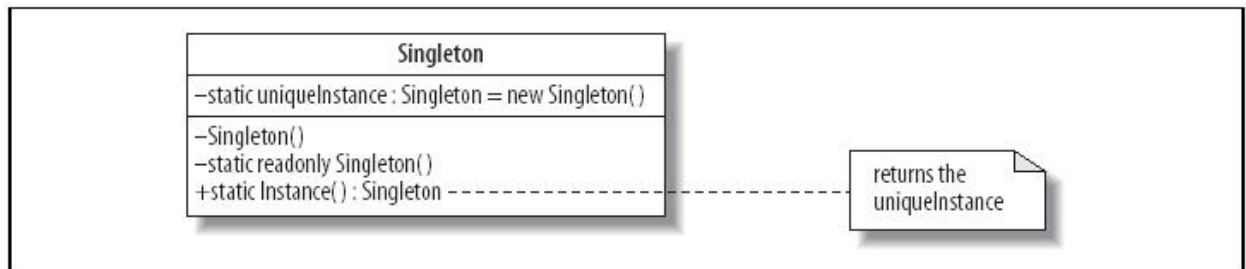 Singleton
–static uniqueInstance : Singleton = new Singleton( )
–Singleton()
–static readonly Singleton()
+static Instance() : Singleton
returns the
uniqueInstance